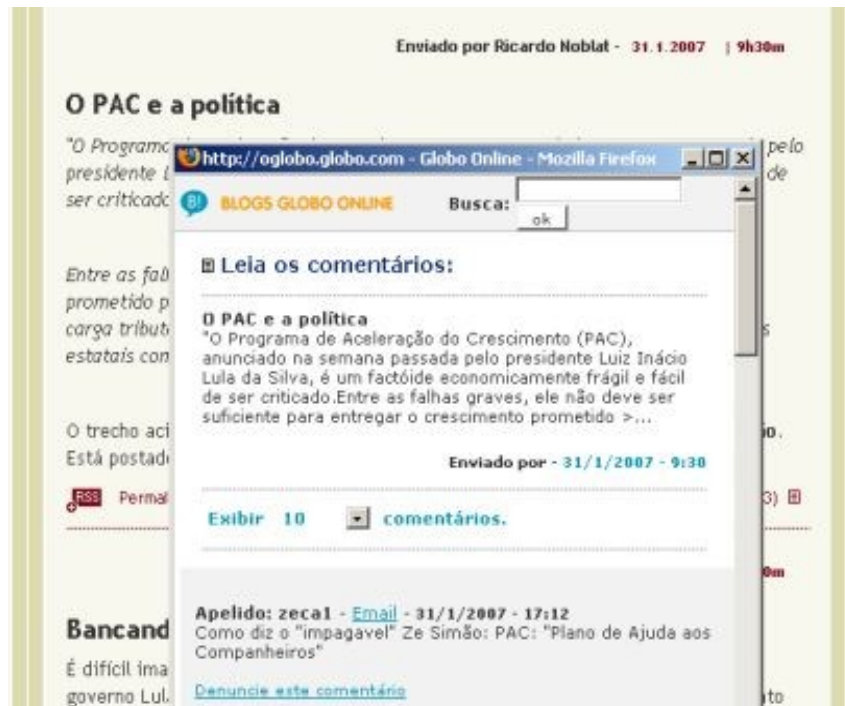 Enviado por Ricardo Noblat - 31.1.2007 | 9h30m
O PAC e a política
"O Programa
pelo
presidente
de
ser criticado
http://oglobo.globo.com - Globo Online - Mozilla Firefox
B! BLOGS GLOBO ONLINE
Busca:
ok
Leia os comentários:
O PAC e a política
"O Programa de Aceleração do Crescimento (PAC),
anunciado na semana passada pelo presidente Luiz Inácio
Lula da Silva, é um factóide economicamente frágil e fácil
de ser criticado.Entre as falhas graves, ele não deve ser
suficiente para entregar o crescimento prometido >...
Enviado por - 31/1/2007 - 9:30
Exibir 10 comentários.
Apelido: zeca1 - Email - 31/1/2007 - 17:12
Como diz o "impagavel" Ze Simão: PAC: "Plano de Ajuda aos
Companheiros"
Denuncie este comentário
Entre as fal
prometido p
carga tribut
estatais con
O trecho aci
Está postad
RSS Permal
3)
0m
Bancand
É difícil ima
governo Lul
to